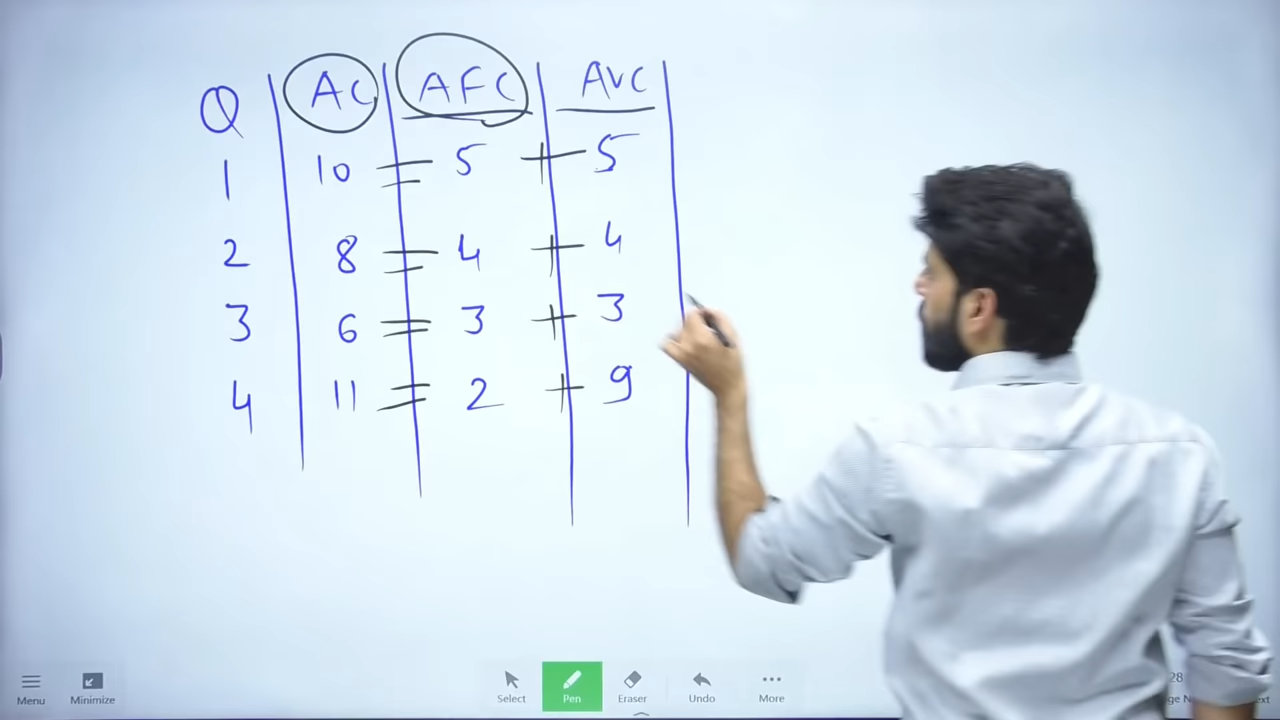 Q AC AFC AVC
1 10 = 5 + 5
2 8 = 4 + 4
3 6 = 3 + 3
4 11 = 2 + 9
Menu Minimize Select Pen Eraser Undo More
28